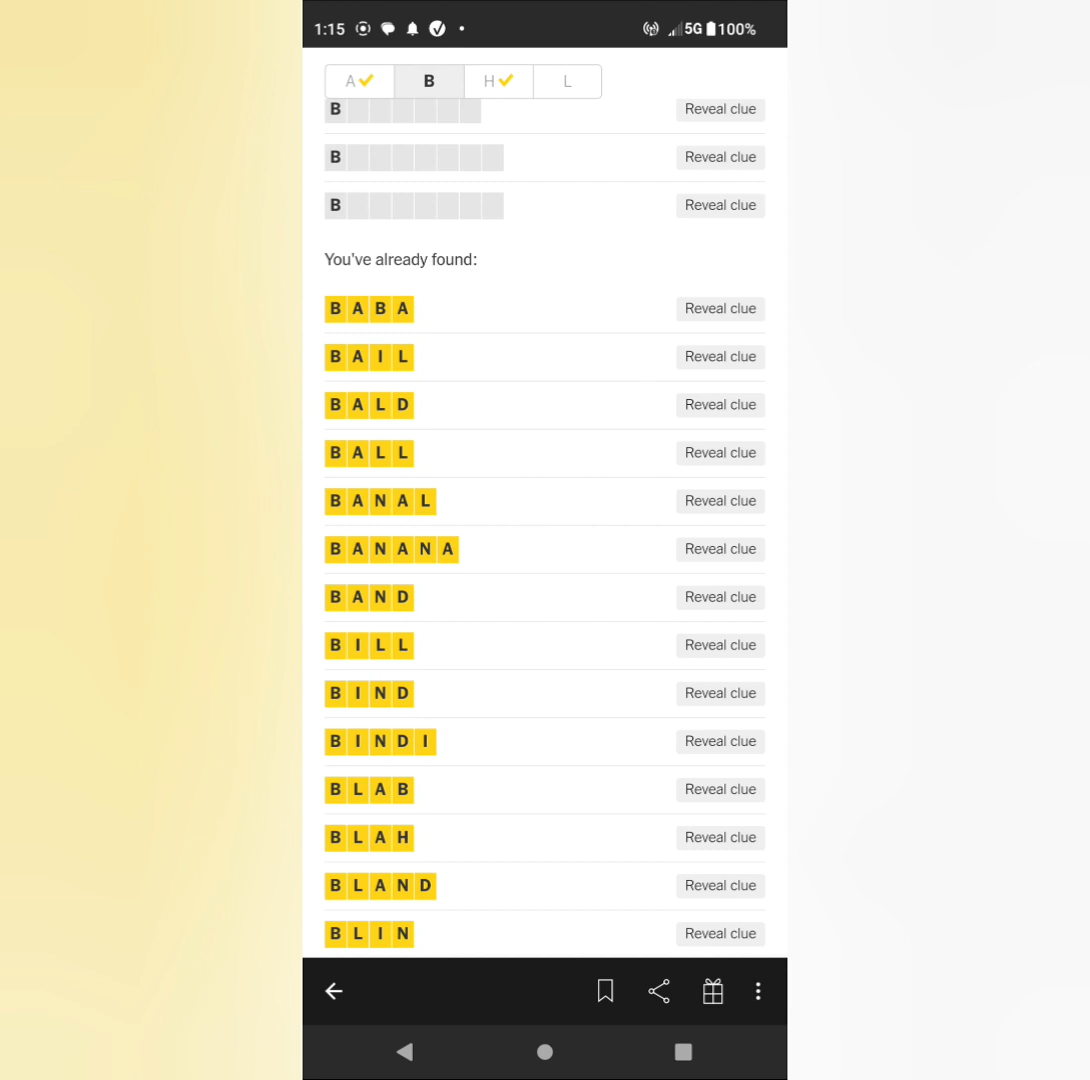 1:15 5G 100%
A B H L
B Reveal clue
B Reveal clue
B Reveal clue
You've already found:
BABA Reveal clue
BAIL Reveal clue
BALD Reveal clue
BALL Reveal clue
BANAL Reveal clue
BANANA Reveal clue
BAND Reveal clue
BILL Reveal clue
BIND Reveal clue
BINDI Reveal clue
BLAB Reveal clue
BLAH Reveal clue
BLAND Reveal clue
BLIN Reveal clue